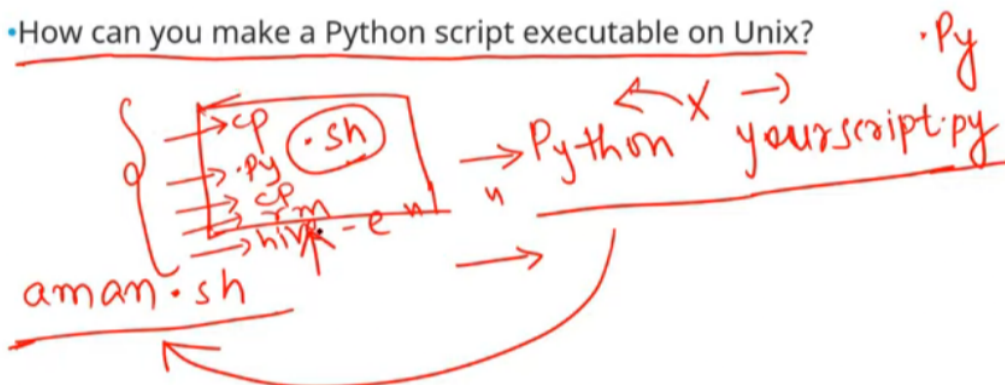 •How can you make a Python script executable on Unix?
.Py
cp
.sh
.py
cp
rm
hive -e " "
Python X yourscript.py
aman.sh